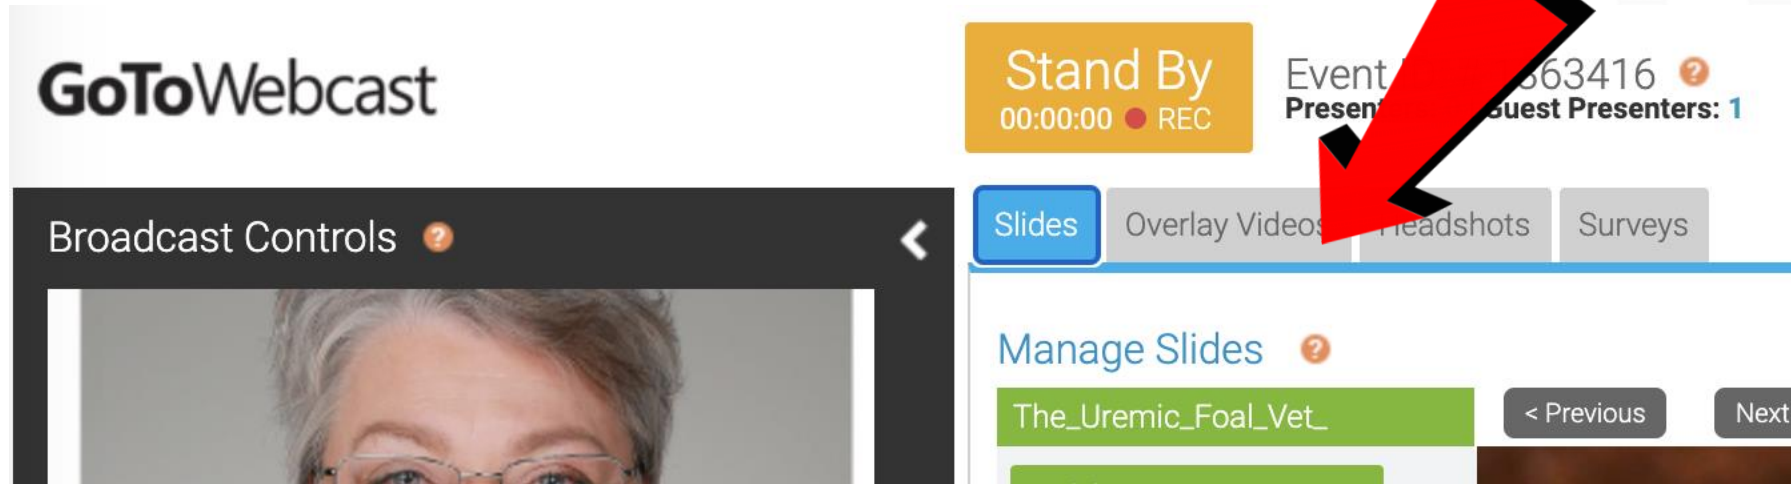 GoToWebcast
Stand By
00:00:00 REC
Event 63416
Guest Presenters: 1
Broadcast Controls
Slides
Overlay Videos
Headshots
Surveys
Manage Slides
The_Uremic_Foal_Vet_
< Previous
Next